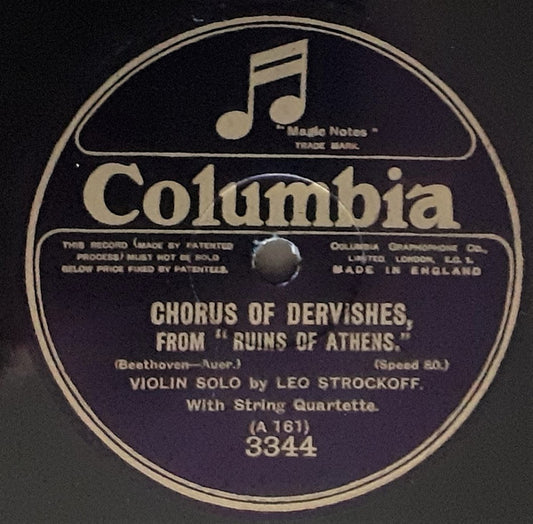 "Magic Notes"
TRADE MARK.
Columbia
THIS RECORD (MADE BY PATENTED
PROCESS) MUST NOT BE SOLD
BELOW PRICE FIXED BY PATENTEES.
COLUMBIA GRAPHOPHONE CO.,
LIMITED, LONDON, E.C. 1.
MADE IN ENGLAND
CHORUS OF DERVISHES,
FROM "RUINS OF ATHENS."
(Beethoven—Auer.) (Speed 80.)
VIOLIN SOLO by LEO STROCKOFF.
With String Quartette.
(A 161)
3344